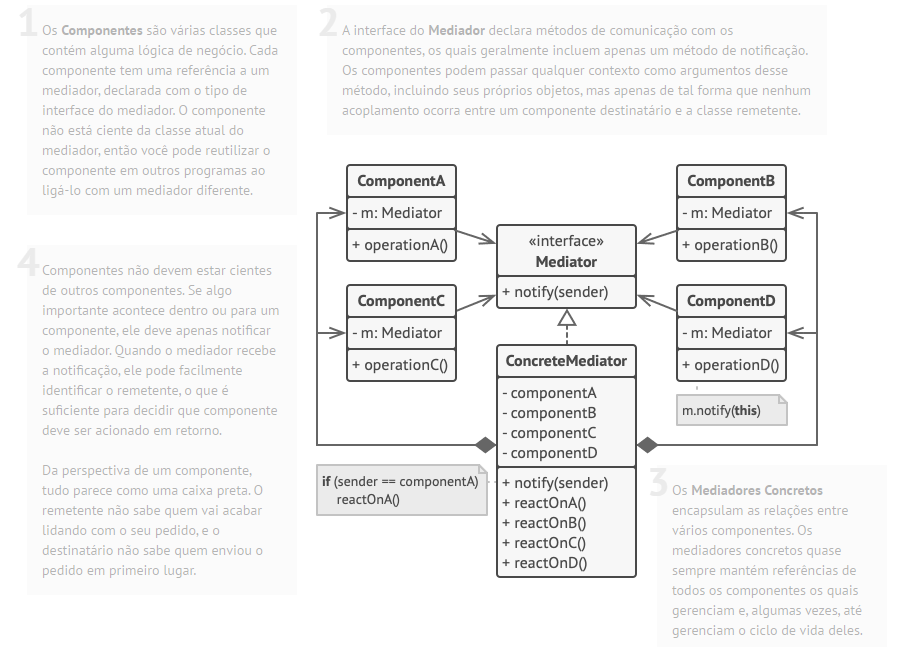 1
Os Componentes são várias classes que
contém alguma lógica de negócio. Cada
componente tem uma referência a um
mediador, declarada com o tipo de
interface do mediador. O componente
não está ciente da classe atual do
mediador, então você pode reutilizar o
componente em outros programas ao
ligá-lo com um mediador diferente.
2
A interface do Mediador declara métodos de comunicação com os
componentes, os quais geralmente incluem apenas um método de notificação.
Os componentes podem passar qualquer contexto como argumentos desse
método, incluindo seus próprios objetos, mas apenas de tal forma que nenhum
acoplamento ocorra entre um componente destinatário e a classe remetente.
ComponentA
- m: Mediator
+ operationA()
ComponentB
- m: Mediator
+ operationB()
«interface»
Mediator
+ notify(sender)
ComponentC
- m: Mediator
+ operationC()
ComponentD
- m: Mediator
+ operationD()
m.notify(this)
ConcreteMediator
- componentA
- componentB
- componentC
- componentD
+ notify(sender)
+ reactOnA()
+ reactOnB()
+ reactOnC()
+ reactOnD()
if (sender == componentA)
reactOnA()
4
Componentes não devem estar cientes
de outros componentes. Se algo
importante acontece dentro ou para um
componente, ele deve apenas notificar
o mediador. Quando o mediador recebe
a notificação, ele pode facilmente
identificar o remetente, o que é
suficiente para decidir que componente
deve ser acionado em retorno.
Da perspectiva de um componente,
tudo parece como uma caixa preta. O
remetente não sabe quem vai acabar
lidando com o seu pedido, e o
destinatário não sabe quem enviou o
pedido em primeiro lugar.
3
Os Mediadores Concretos
encapsulam as relações entre
vários componentes. Os
mediadores concretos quase
sempre mantém referências de
todos os componentes os quais
gerenciam e, algumas vezes, até
gerenciam o ciclo de vida deles.